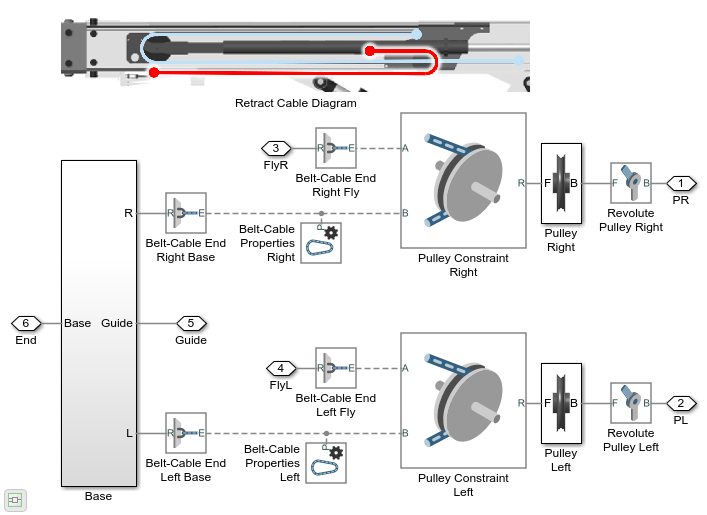 Retract Cable Diagram
3
FlyR
R E
Belt-Cable End
Right Fly
A
B
R
Pulley Constraint
Right
F B
Pulley
Right
F B
Revolute
Pulley Right
1
PR
R
R E
Belt-Cable End
Right Base
Belt-Cable
Properties
Right
P
6
End
Base Guide
5
Guide
4
FlyL
R E
Belt-Cable End
Left Fly
A
B
R
Pulley Constraint
Left
F B
Pulley
Left
F B
Revolute
Pulley Left
2
PL
L
R E
Belt-Cable End
Left Base
Belt-Cable
Properties
Left
P
Base